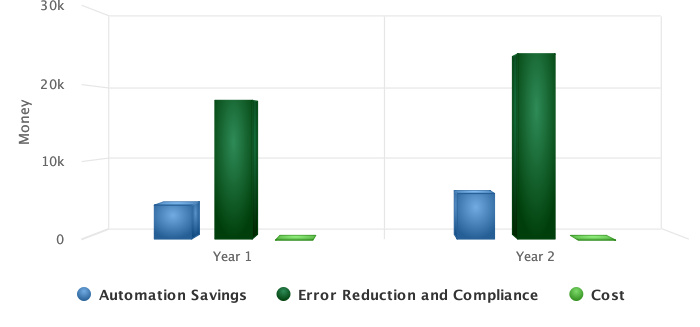 30k
20k
10k
0
Money
Year 1
Year 2
Automation Savings
Error Reduction and Compliance
Cost